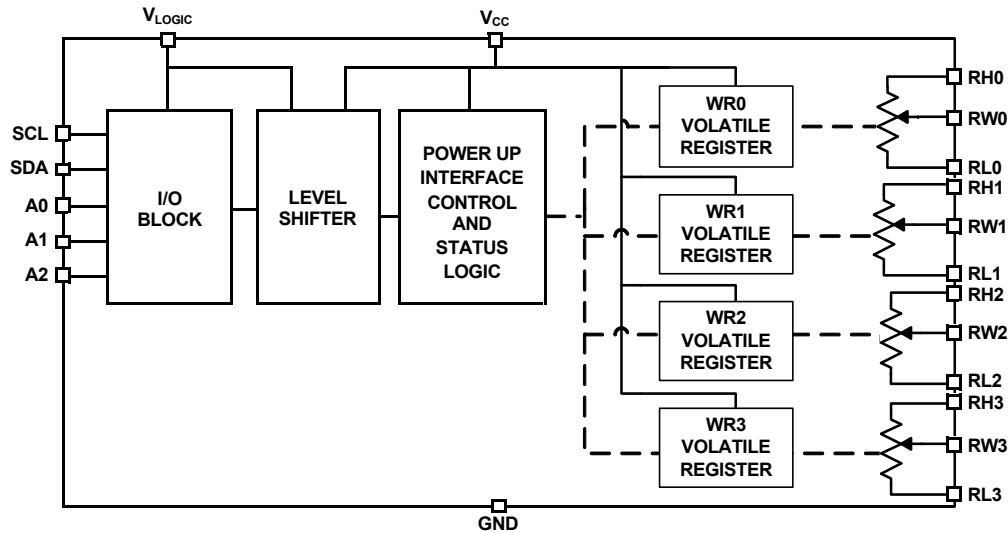 VLOGIC
VCC
SCL
SDA
A0
A1
A2
I/O
BLOCK
LEVEL
SHIFTER
POWER UP
INTERFACE
CONTROL
AND
STATUS
LOGIC
WR0
VOLATILE
REGISTER
WR1
VOLATILE
REGISTER
WR2
VOLATILE
REGISTER
WR3
VOLATILE
REGISTER
RH0
RW0
RL0
RH1
RW1
RL1
RH2
RW2
RL2
RH3
RW3
RL3
GND